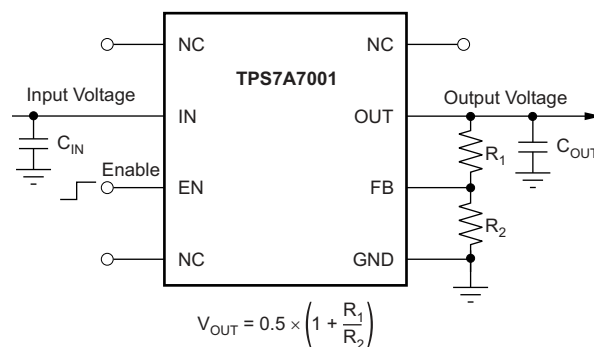 NC
NC
TPS7A7001
Input Voltage
IN
OUT
Output Voltage
C_IN
R_1
C_OUT
Enable
EN
FB
R_2
NC
GND
V_OUT = 0.5 × (1 + R_1/R_2)